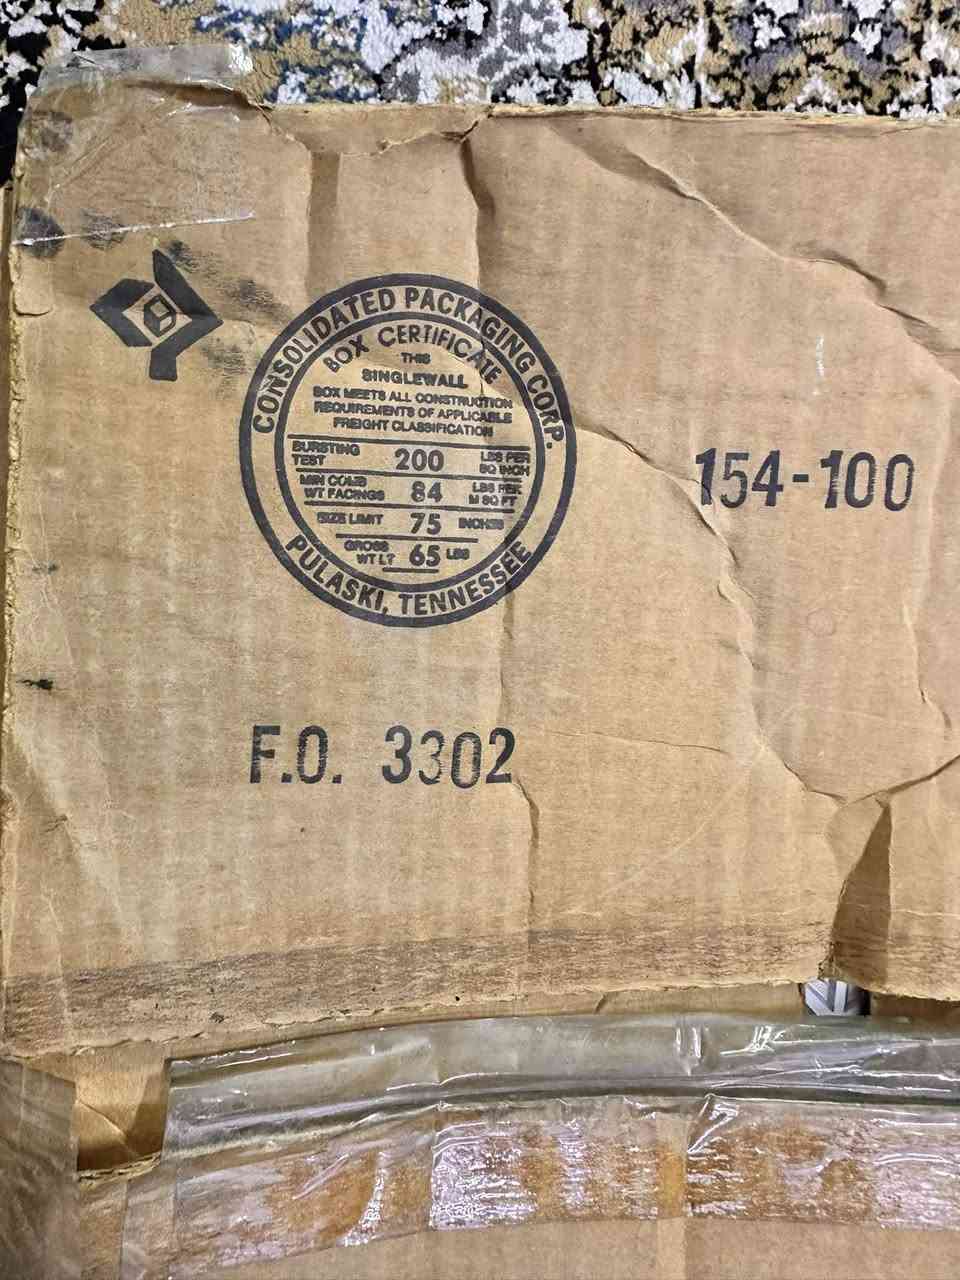 CONSOLIDATED PACKAGING CORP.
BOX CERTIFICATE
THIS
SINGLEWALL
BOX MEETS ALL CONSTRUCTION
REQUIREMENTS OF APPLICABLE
FREIGHT CLASSIFICATION
BURSTING TEST 200 LBS PER SQ INCH
MIN COMB WT FACINGS 84 LBS PER M SQ FT
SIZE LIMIT 75 INCHES
GROSS WT LT 65 LBS
PULASKI, TENNESSEE
154-100
F.O. 3302